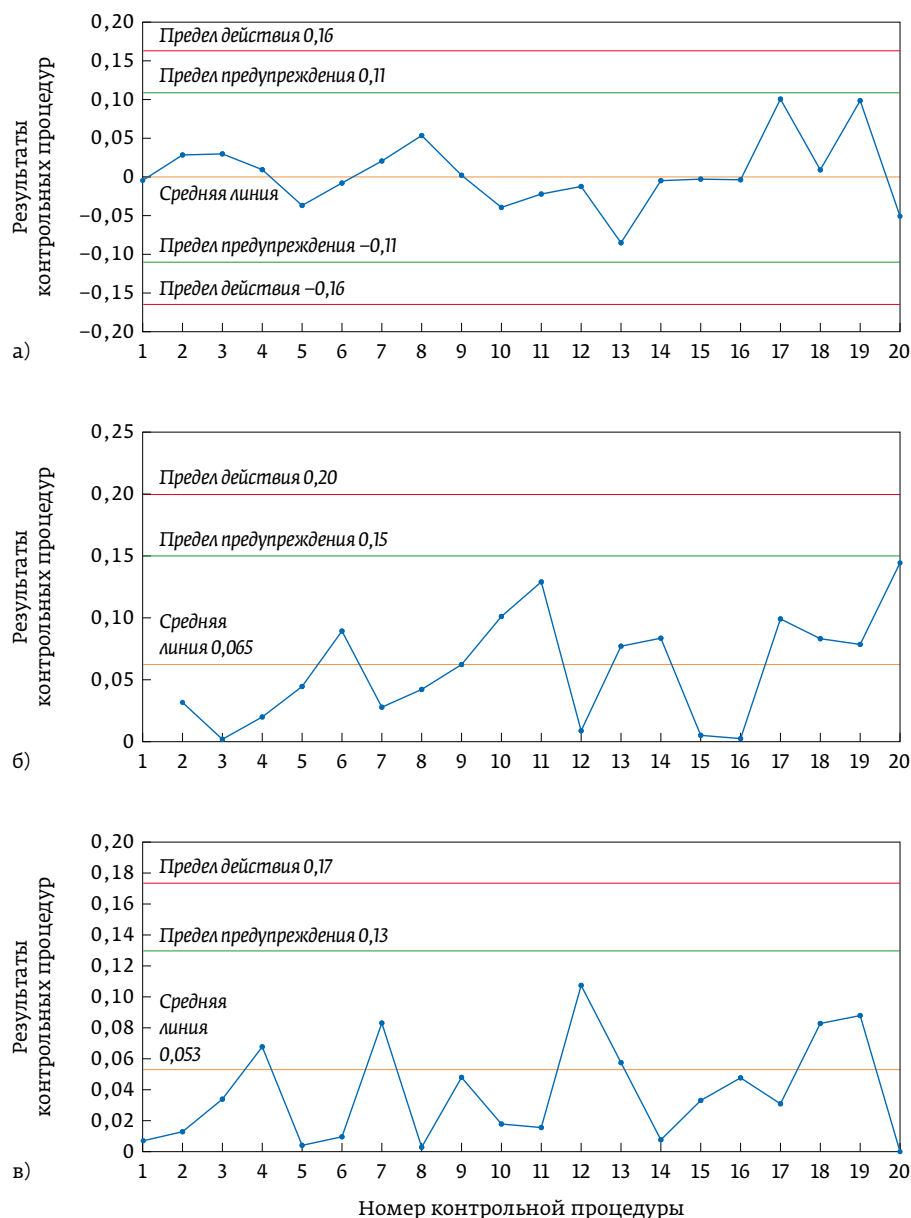 Результаты
контрольных процедур
0,20
0,15
0,10
0,05
0
−0,05
−0,10
−0,15
−0,20
Предел действия 0,16
Предел предупреждения 0,11
Средняя линия
Предел предупреждения −0,11
Предел действия −0,16
а)
1 2 3 4 5 6 7 8 9 10 11 12 13 14 15 16 17 18 19 20
Результаты
контрольных процедур
0,25
0,20
0,15
0,10
0,05
0
Предел действия 0,20
Предел предупреждения 0,15
Средняя
линия 0,065
б)
1 2 3 4 5 6 7 8 9 10 11 12 13 14 15 16 17 18 19 20
Результаты
контрольных процедур
0,20
0,18
0,16
0,14
0,12
0,10
0,08
0,06
0,04
0,02
0
Предел действия 0,17
Предел предупреждения 0,13
Средняя
линия
0,053
в)
1 2 3 4 5 6 7 8 9 10 11 12 13 14 15 16 17 18 19 20
Номер контрольной процедуры